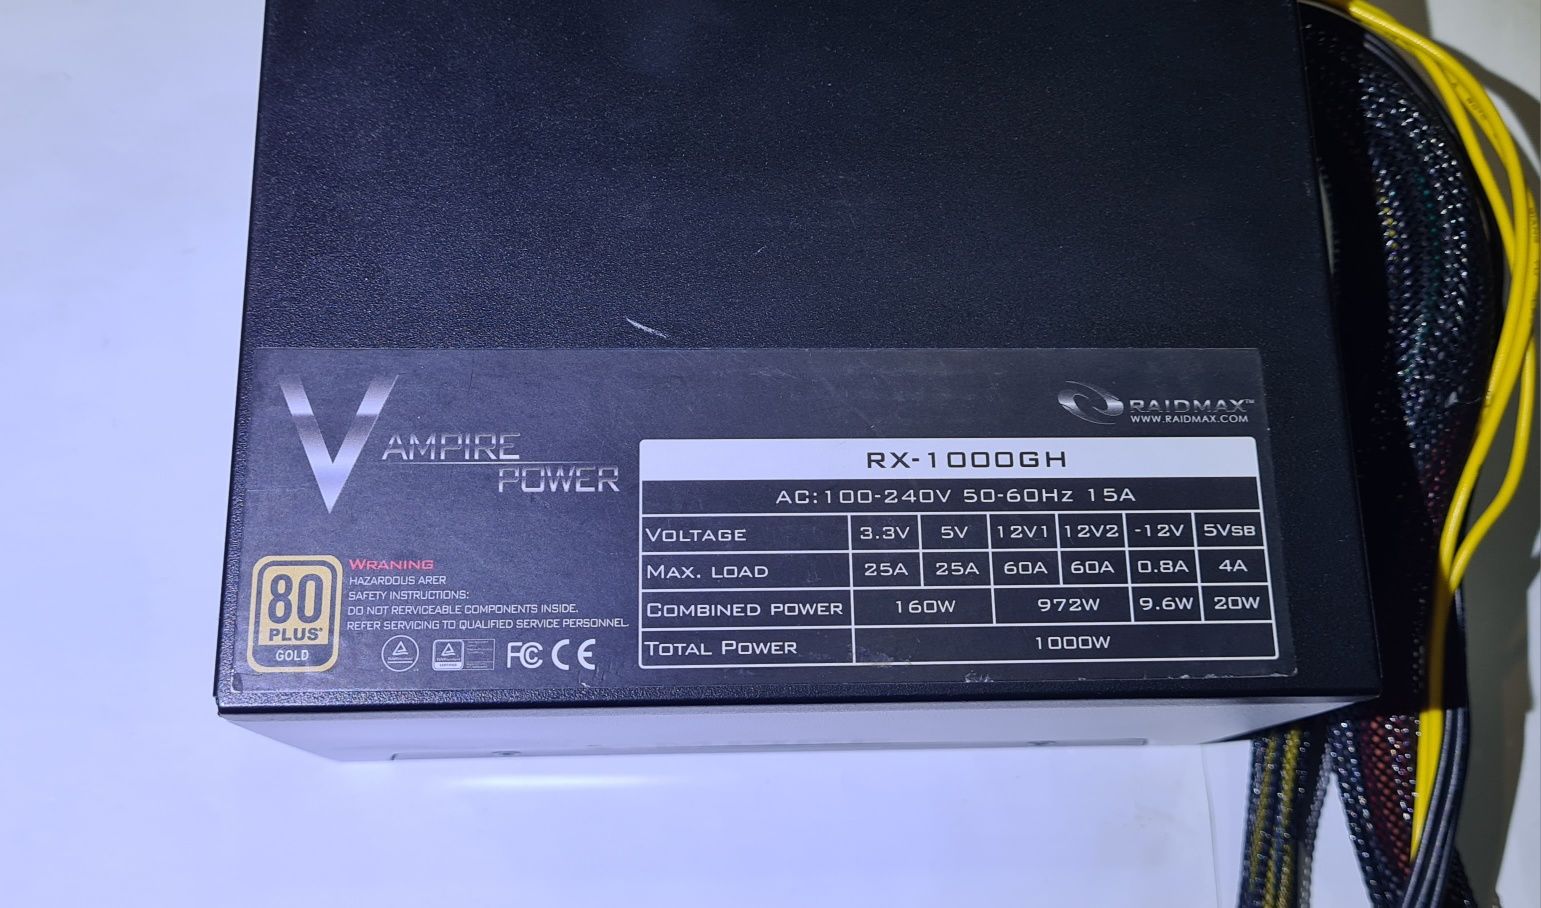 VAMPIRE
POWER
RAIDMAX™
WWW.RAIDMAX.COM
RX-1000GH
AC:100-240V 50-60Hz 15A
VOLTAGE 3.3V 5V 12V1 12V2 -12V 5VSB
MAX. LOAD 25A 25A 60A 60A 0.8A 4A
COMBINED POWER 160W 972W 9.6W 20W
TOTAL POWER 1000W
80
PLUS
GOLD
WRANING
HAZARDOUS ARER
SAFETY INSTRUCTIONS:
DO NOT RERVICEABLE COMPONENTS INSIDE.
REFER SERVICING TO QUALIFIED SERVICE PERSONNEL
FC CE